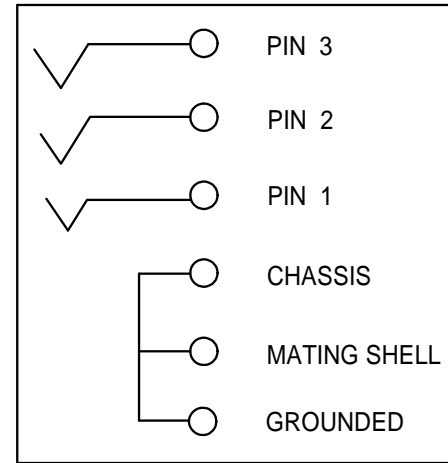 PIN 3
PIN 2
PIN 1
CHASSIS
MATING SHELL
GROUNDED